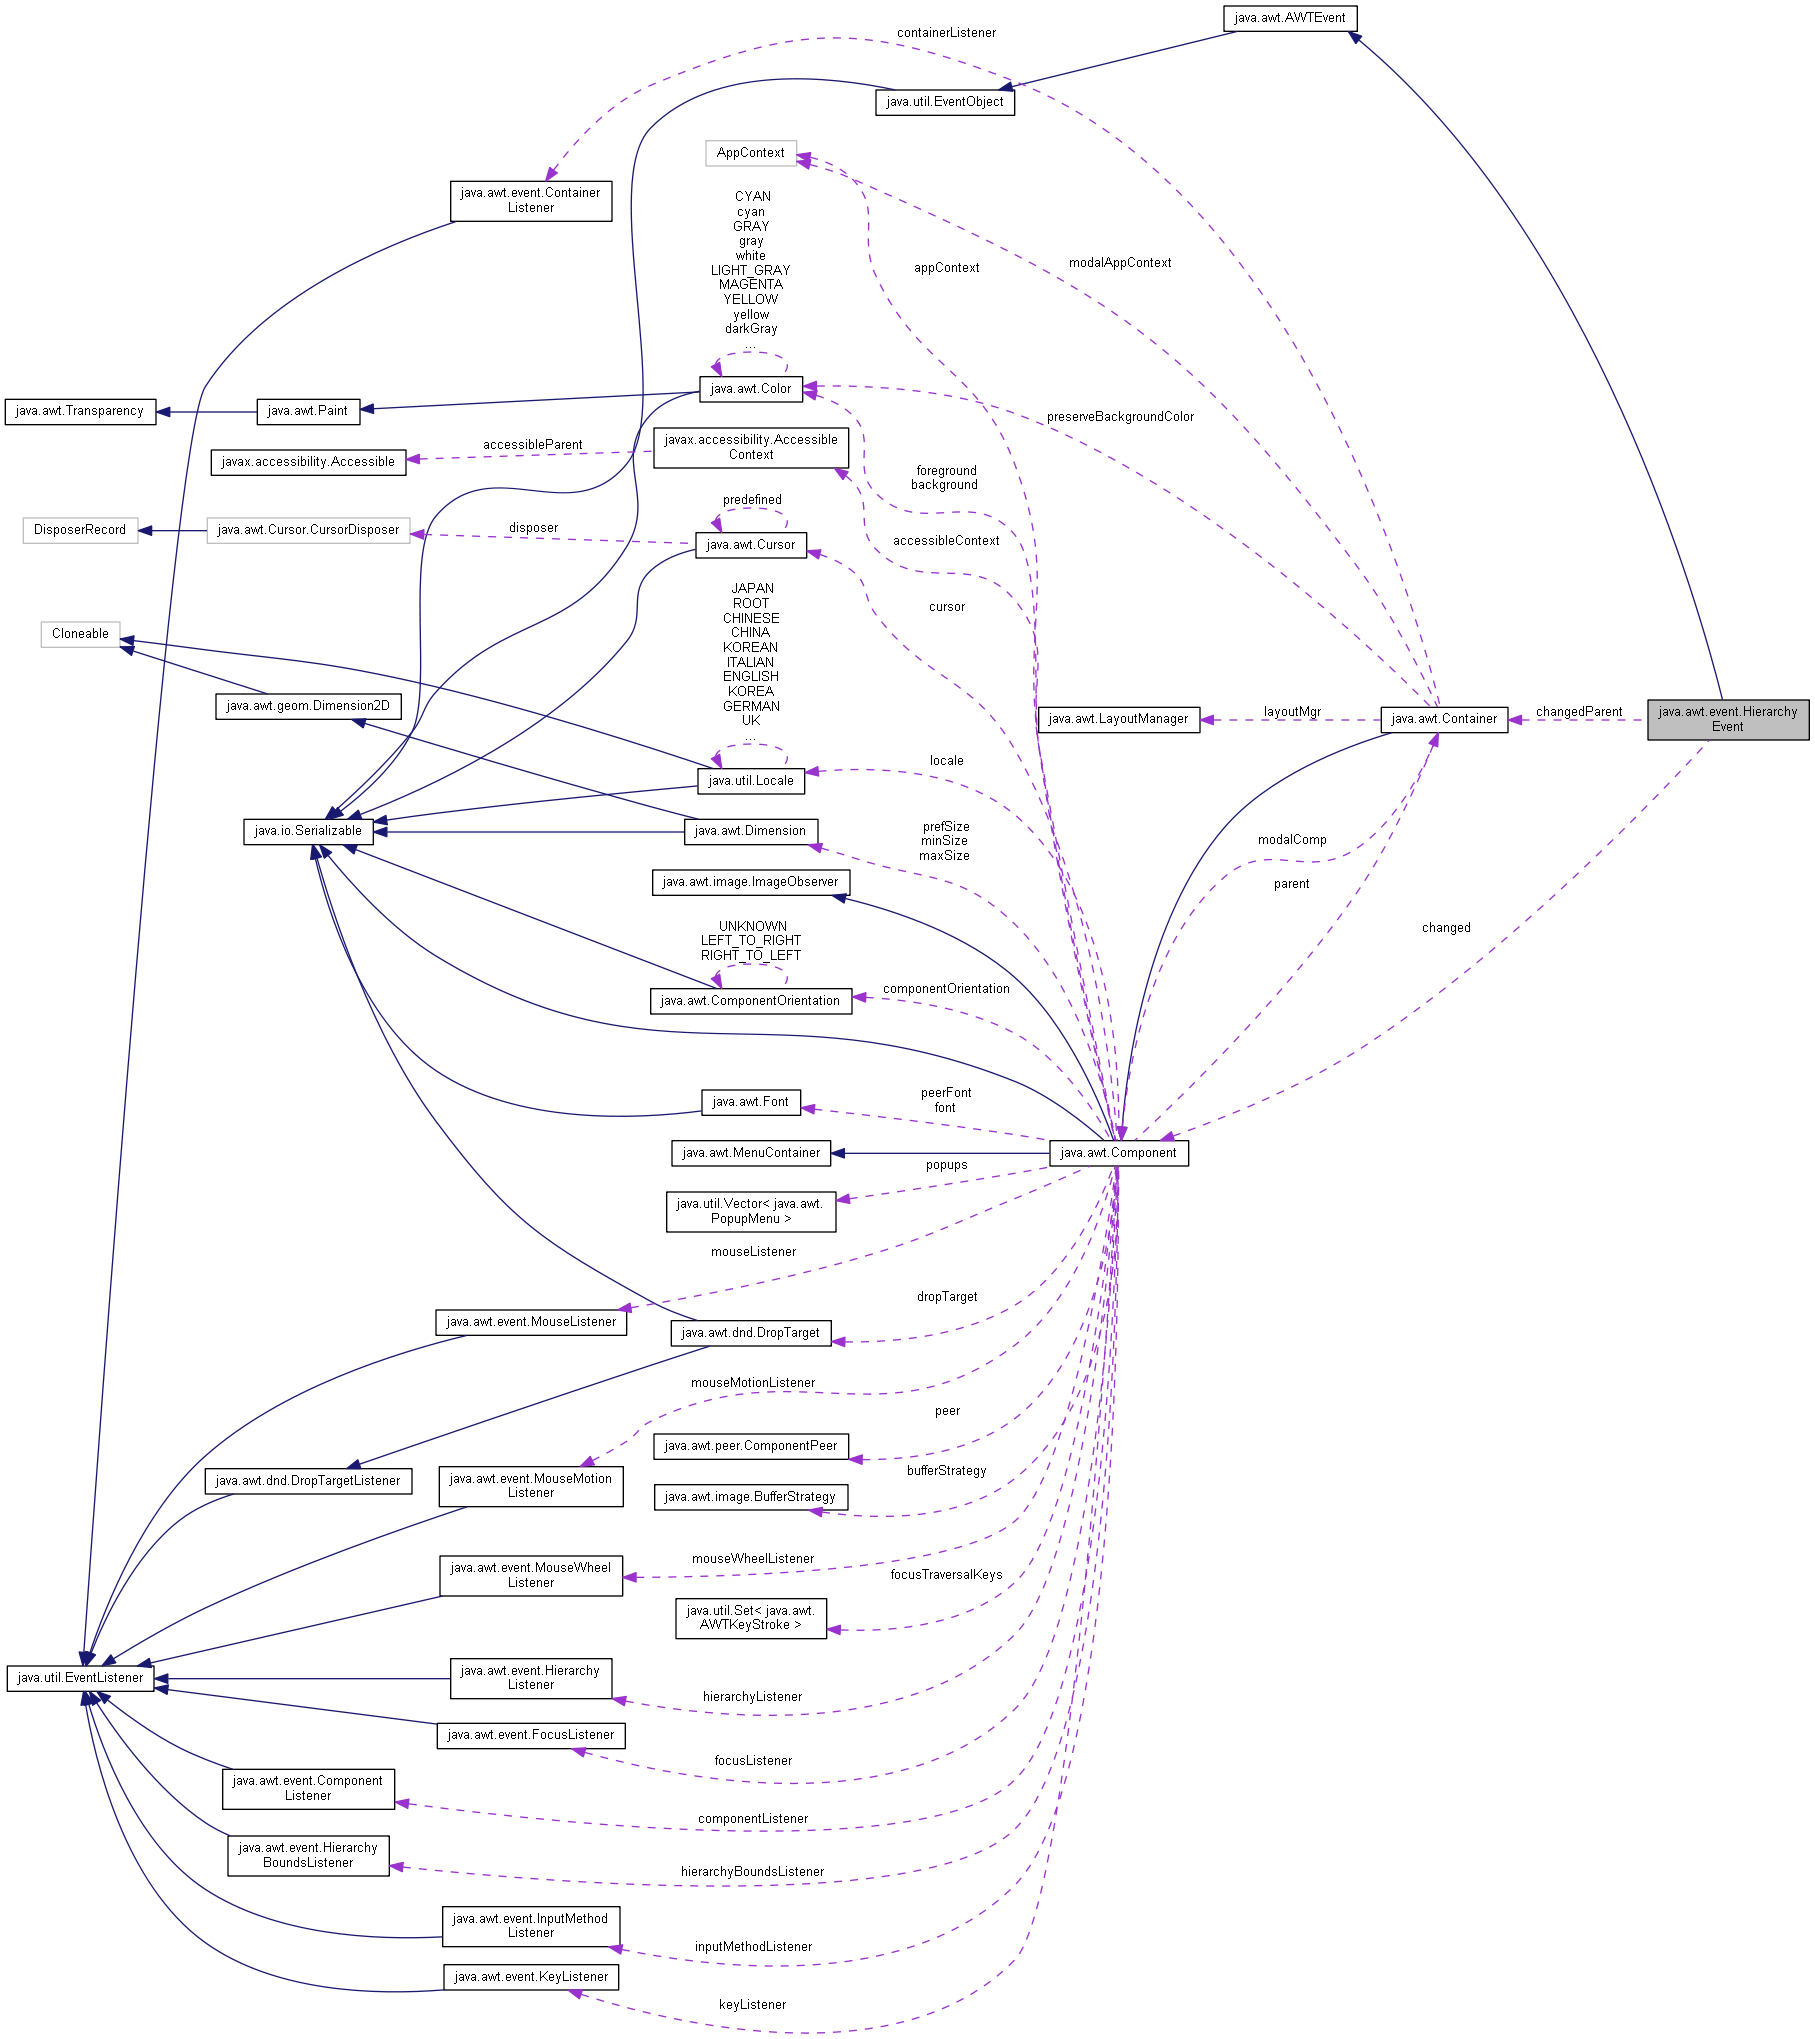 java.awt.AWTEvent
containerListener
java.util.EventObject
AppContext
java.awt.event.Container
Listener
CYAN
cyan
GRAY
gray
white
LIGHT_GRAY
MAGENTA
YELLOW
yellow
darkGray
...
appContext
modalAppContext
java.awt.Color
java.awt.Transparency
java.awt.Paint
preserveBackgroundColor
javax.accessibility.Accessible
accessibleParent
javax.accessibility.Accessible
Context
foreground
background
predefined
DisposerRecord
java.awt.Cursor.CursorDisposer
disposer
java.awt.Cursor
accessibleContext
cursor
JAPAN
ROOT
CHINESE
CHINA
KOREAN
ITALIAN
ENGLISH
KOREA
GERMAN
UK
...
Cloneable
java.awt.geom.Dimension2D
java.awt.LayoutManager
layoutMgr
java.awt.Container
changedParent
java.awt.event.Hierarchy
Event
java.util.Locale
locale
java.io.Serializable
java.awt.Dimension
prefSize
minSize
maxSize
modalComp
parent
java.awt.image.ImageObserver
UNKNOWN
LEFT_TO_RIGHT
RIGHT_TO_LEFT
changed
java.awt.ComponentOrientation
componentOrientation
java.awt.Font
peerFont
font
java.awt.MenuContainer
java.awt.Component
popups
java.util.Vector< java.awt.
PopupMenu >
mouseListener
java.awt.event.MouseListener
java.awt.dnd.DropTarget
dropTarget
mouseMotionListener
peer
java.awt.peer.ComponentPeer
java.awt.dnd.DropTargetListener
java.awt.event.MouseMotion
Listener
bufferStrategy
java.awt.image.BufferStrategy
java.awt.event.MouseWheel
Listener
mouseWheelListener
focusTraversalKeys
java.util.Set< java.awt.
AWTKeyStroke >
java.util.EventListener
java.awt.event.Hierarchy
Listener
hierarchyListener
java.awt.event.FocusListener
focusListener
java.awt.event.Component
Listener
componentListener
java.awt.event.Hierarchy
BoundsListener
hierarchyBoundsListener
java.awt.event.InputMethod
Listener
inputMethodListener
java.awt.event.KeyListener
keyListener